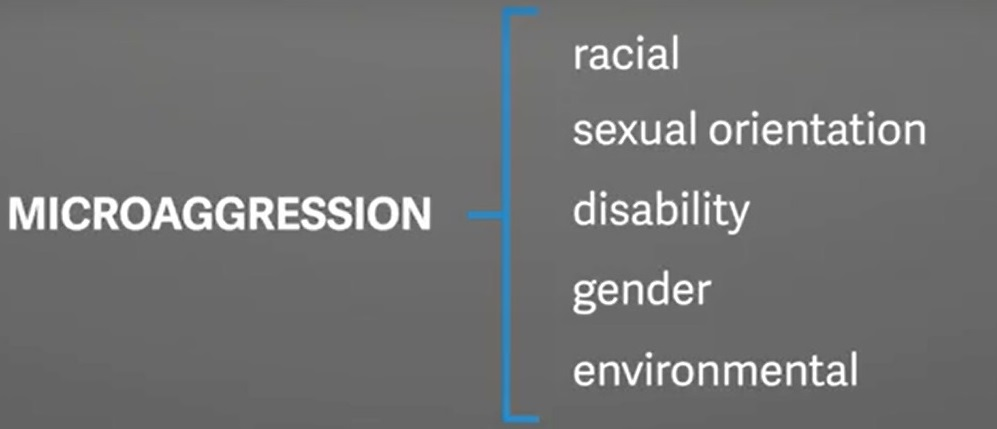 MICROAGGRESSION
racial
sexual orientation
disability
gender
environmental